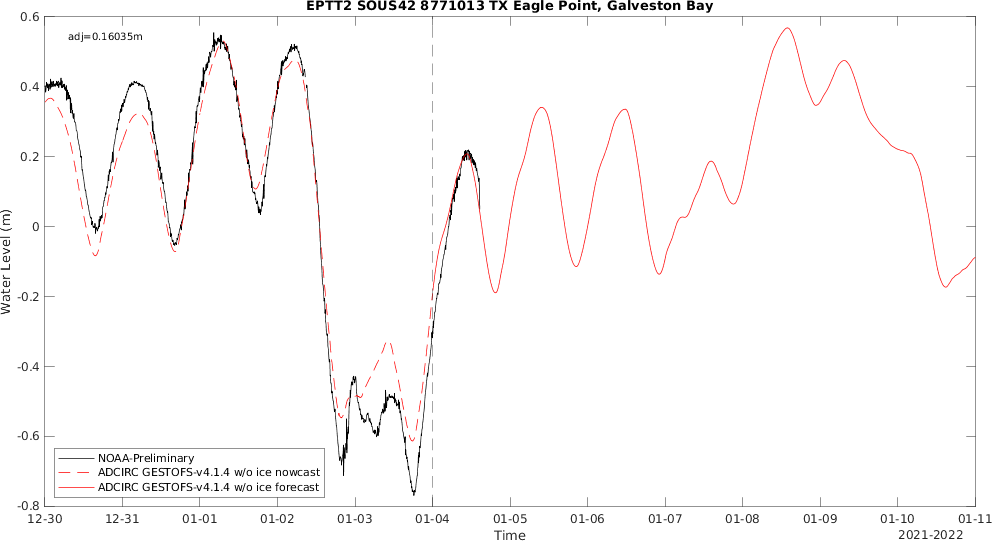 EPTT2 SOUS42 8771013 TX Eagle Point, Galveston Bay
adj=0.16035m
0.6
0.4
0.2
0
-0.2
-0.4
-0.6
-0.8
Water Level (m)
NOAA-Preliminary
ADCIRC GESTOFS-v4.1.4 w/o ice nowcast
ADCIRC GESTOFS-v4.1.4 w/o ice forecast
12-30 12-31 01-01 01-02 01-03 01-04 01-05 01-06 01-07 01-08 01-09 01-10 01-11
Time
2021-2022